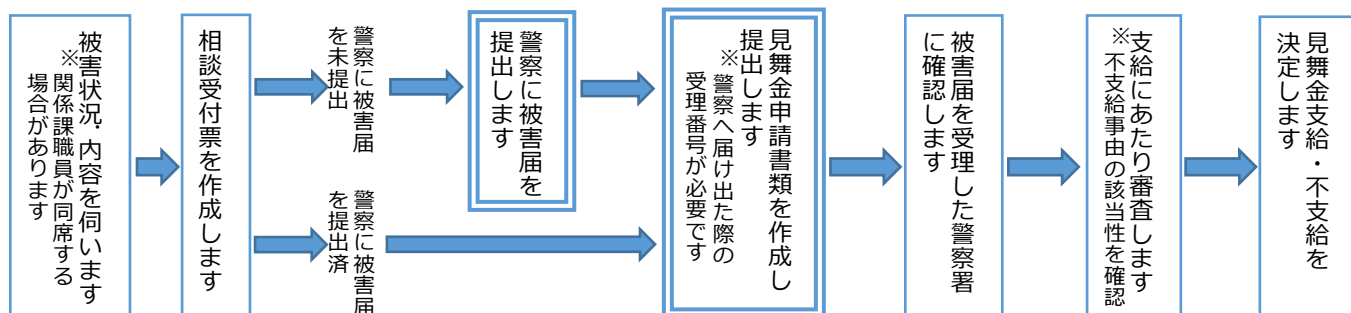 被害状況・内容を伺います
※関係課職員が同席する
場合があります
相談受付票を作成します
警察に被害届
を未提出
警察に被害届を
提出します
警察に被害届
を提出済
見舞金申請書類を作成し
提出します
※警察へ届け出た際の
受理番号が必要です
被害届を受理した警察署
に確認します
支給にあたり審査します
※不支給事由の該当性を確認
見舞金支給・不支給を
決定します